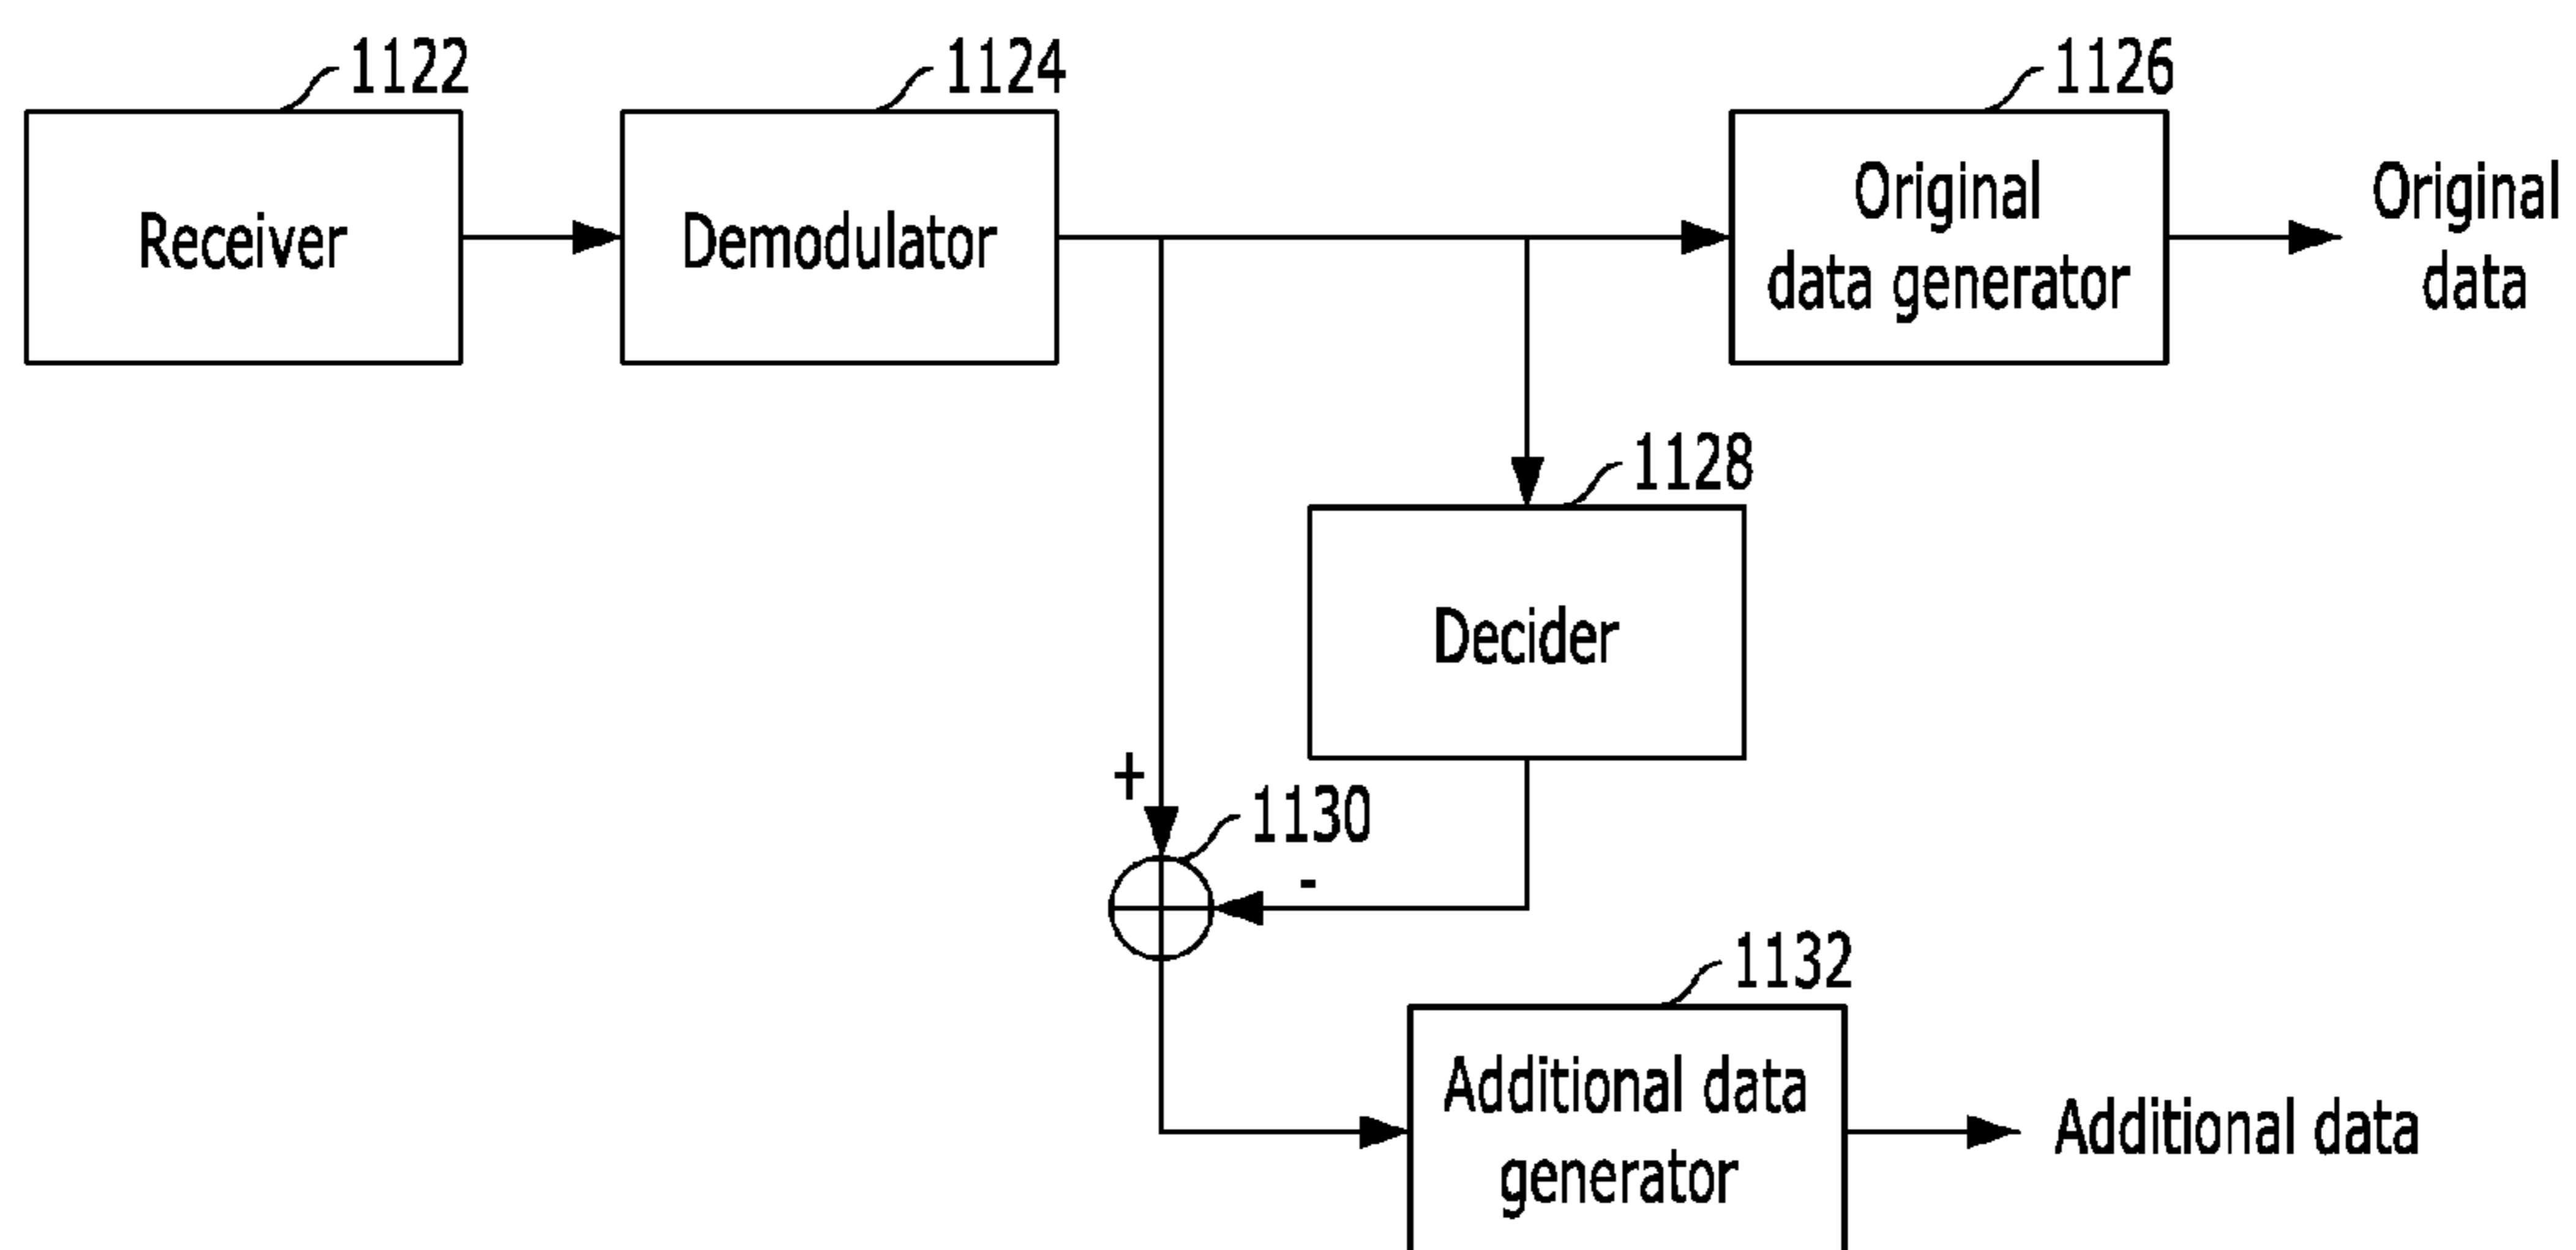 1122
1124
1126
Receiver
Demodulator
Original
data generator
Original
data
1128
Decider
+
1130
-
1132
Additional data
generator
Additional data